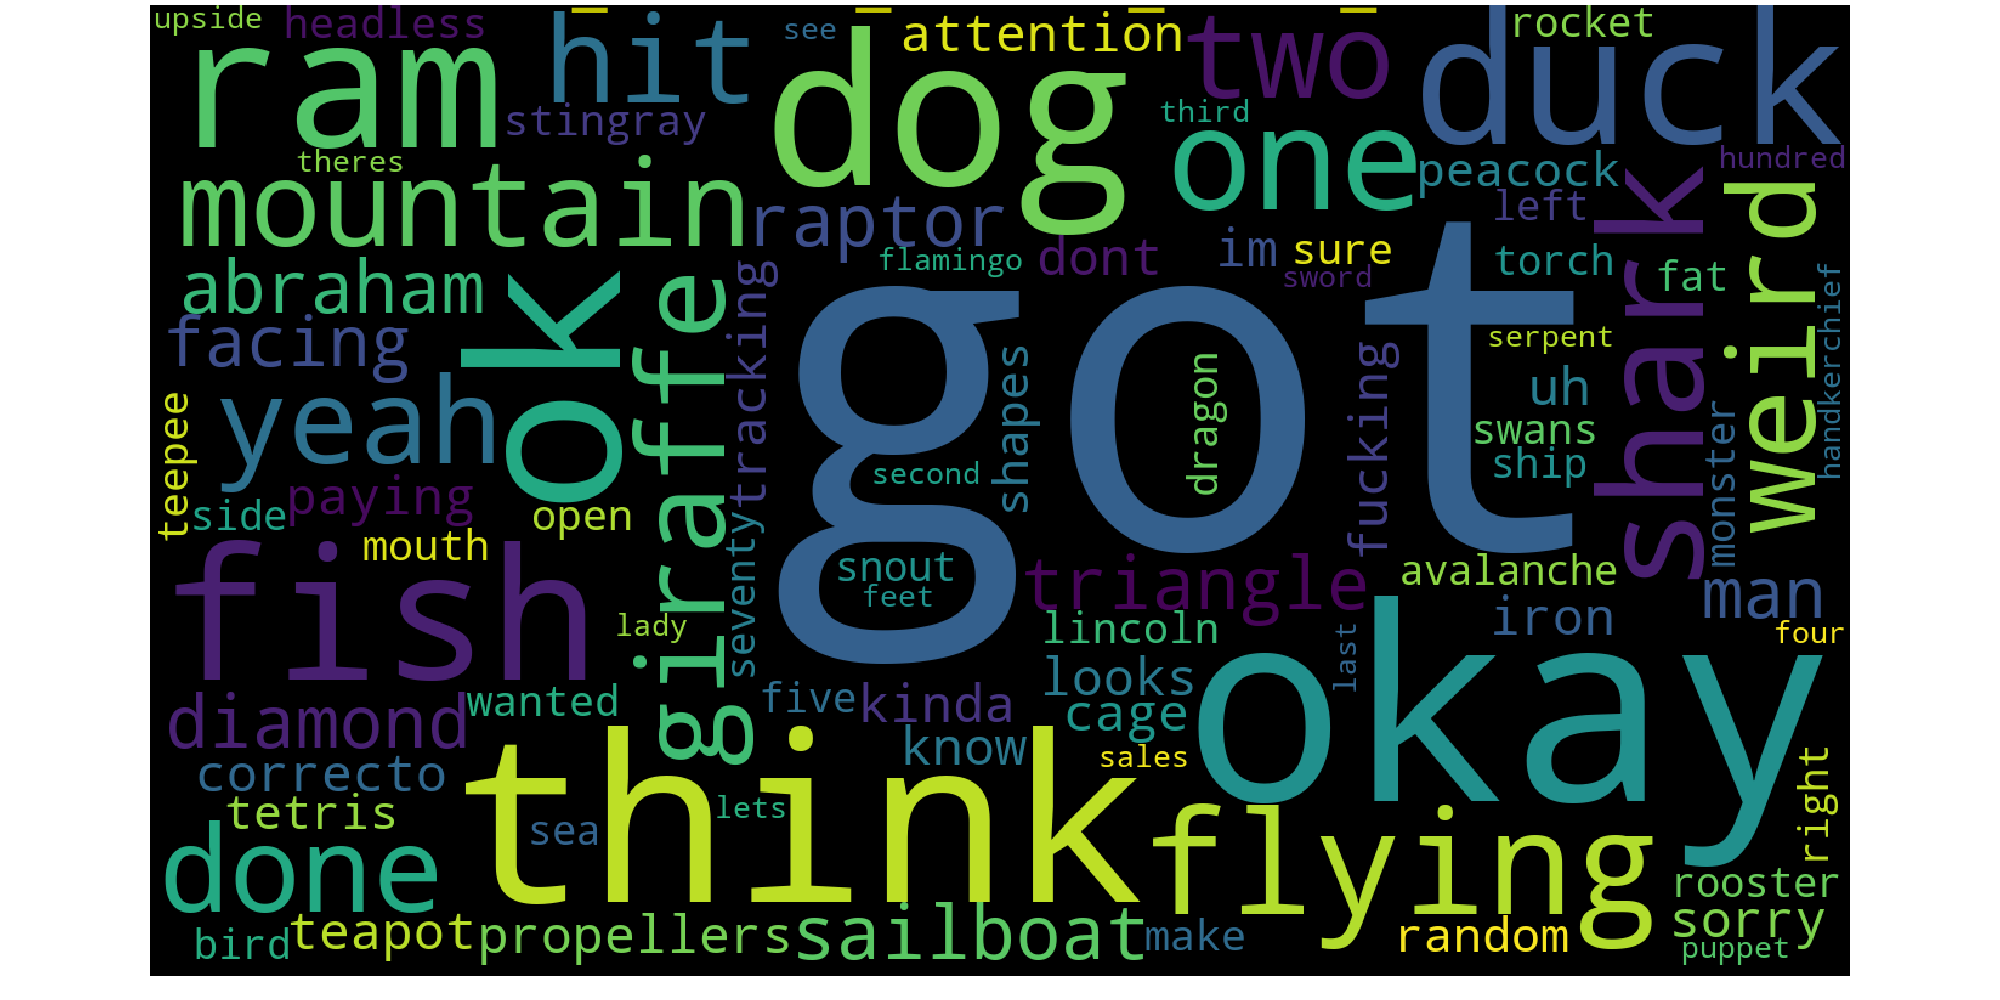 upside
headless
hit
see
attention
two
rocket
duck
ram
dog
stingray
third
one
theres
peacock
hundred
mountain
raptor
left
shark
weird
abraham
ok
giraffe
tracking
flamingo
dont
im
sure
sword
torch
fat
handkerchief
facing
got
shapes
dragon
fucking
serpent
yeah
uh
monster
teepee
swans
ship
second
side
paying
open
seventy
mouth
fish
snout
feet
triangle
avalanche
man
iron
lady
lincoln
last
four
okay
diamond
wanted
five
kinda
looks
cage
know
think
correcto
sales
right
tetris
sea
lets
flying
done
rooster
bird
teapot
propellers
sailboat
make
random
sorry
puppet